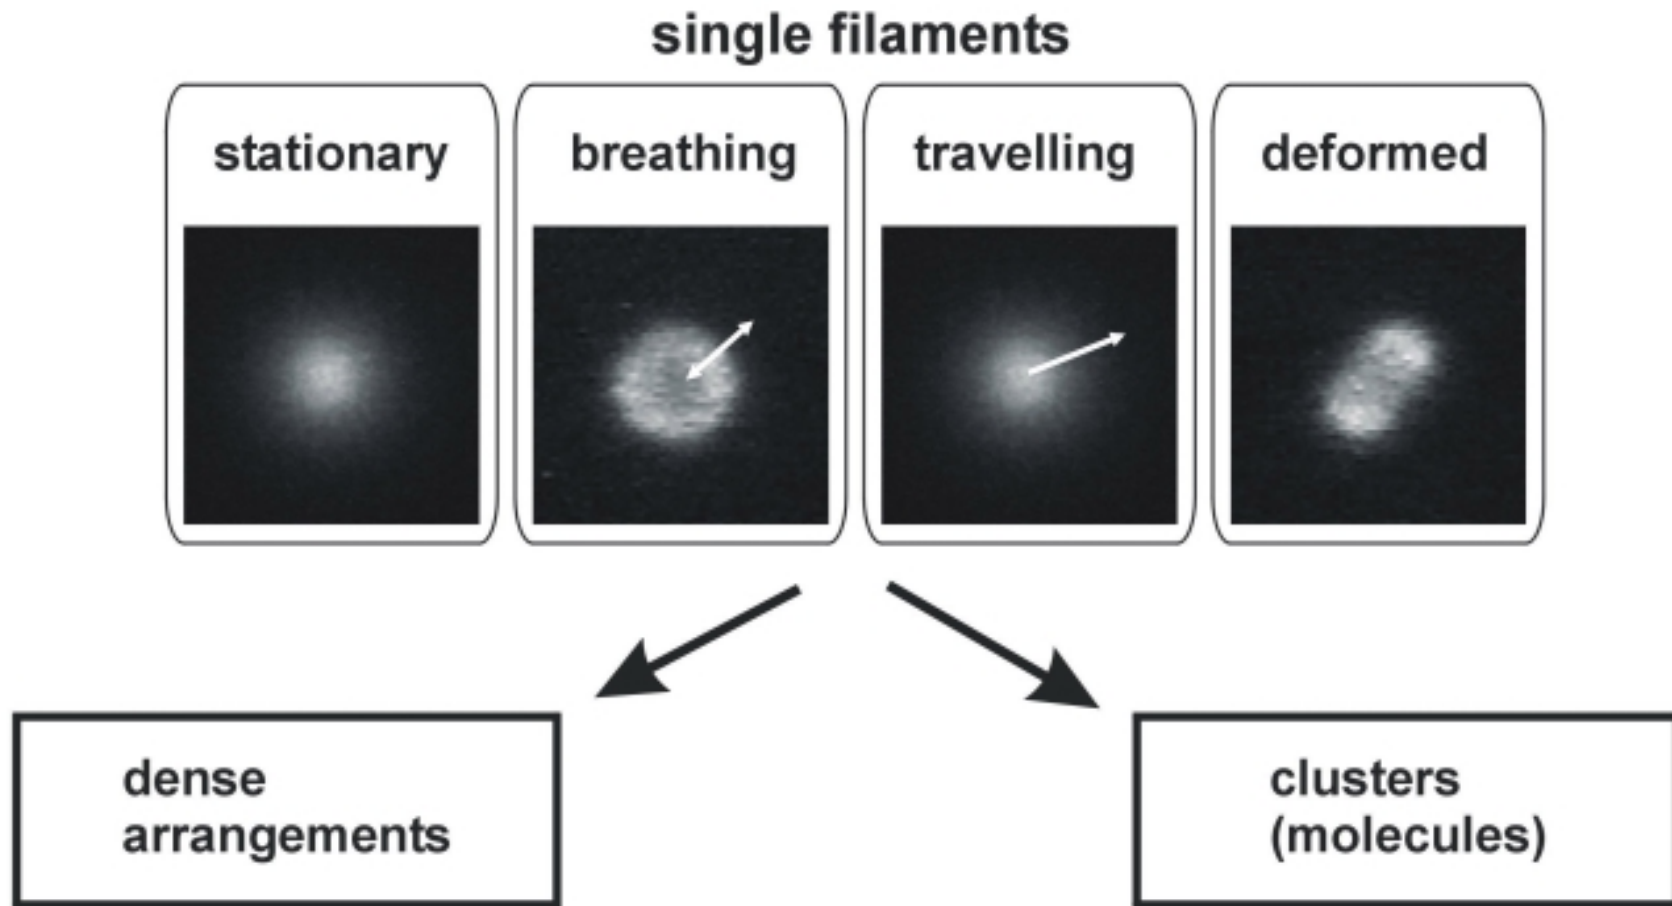 single filaments
stationary
breathing
travelling
deformed
dense
arrangements
clusters
(molecules)